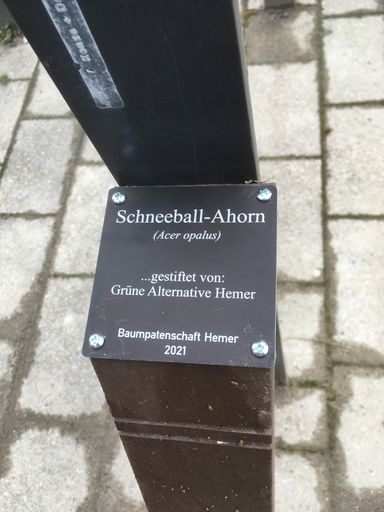 Schneeball-Ahorn
(Acer opalus)
...gestiftet von:
Grüne Alternative Hemer
Baumpatenschaft Hemer
2021